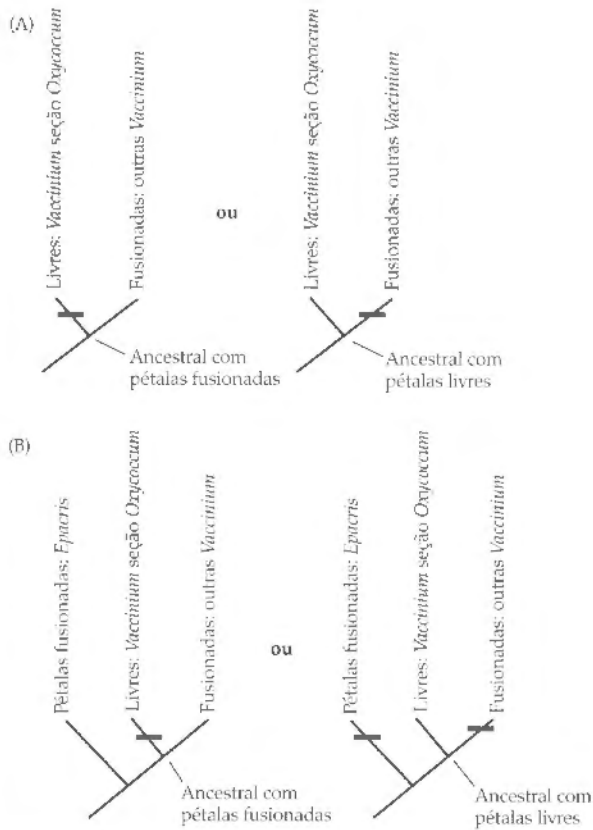 (A)
Livres: Vaccinium seção Oxycoccum
Fusionadas: outras Vaccinium
ou
Livres: Vaccinium seção Oxycoccum
Fusionadas: outras Vaccinium
Ancestral com
pétalas fusionadas
Ancestral com
pétalas livres
(B)
Pétalas fusionadas: Epacris
Livres: Vaccinium seção Oxycoccum
Fusionadas: outras Vaccinium
ou
Pétalas fusionadas: Epacris
Livres: Vaccinium seção Oxycoccum
Fusionadas: outras Vaccinium
Ancestral com
pétalas fusionadas
Ancestral com
pétalas livres